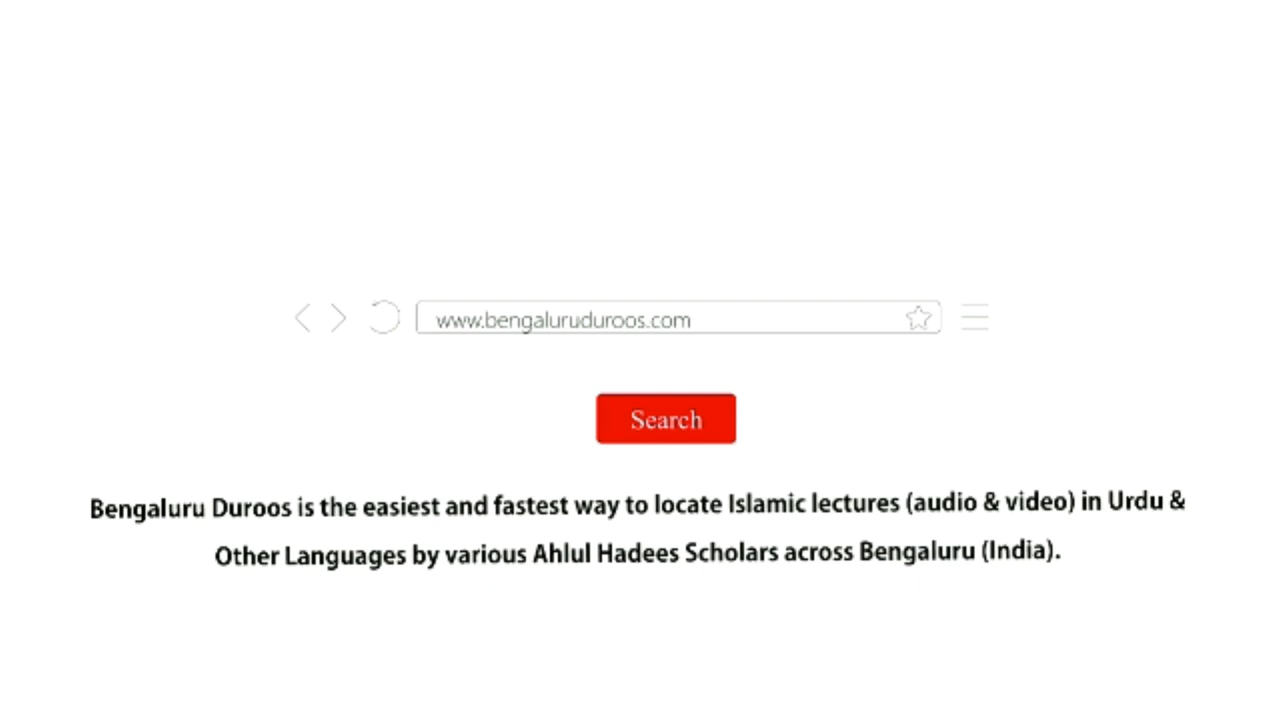 www.bengaluruduroos.com
Search
Bengaluru Duroos is the easiest and fastest way to locate Islamic lectures (audio & video) in Urdu &
Other Languages by various Ahlul Hadees Scholars across Bengaluru (India).